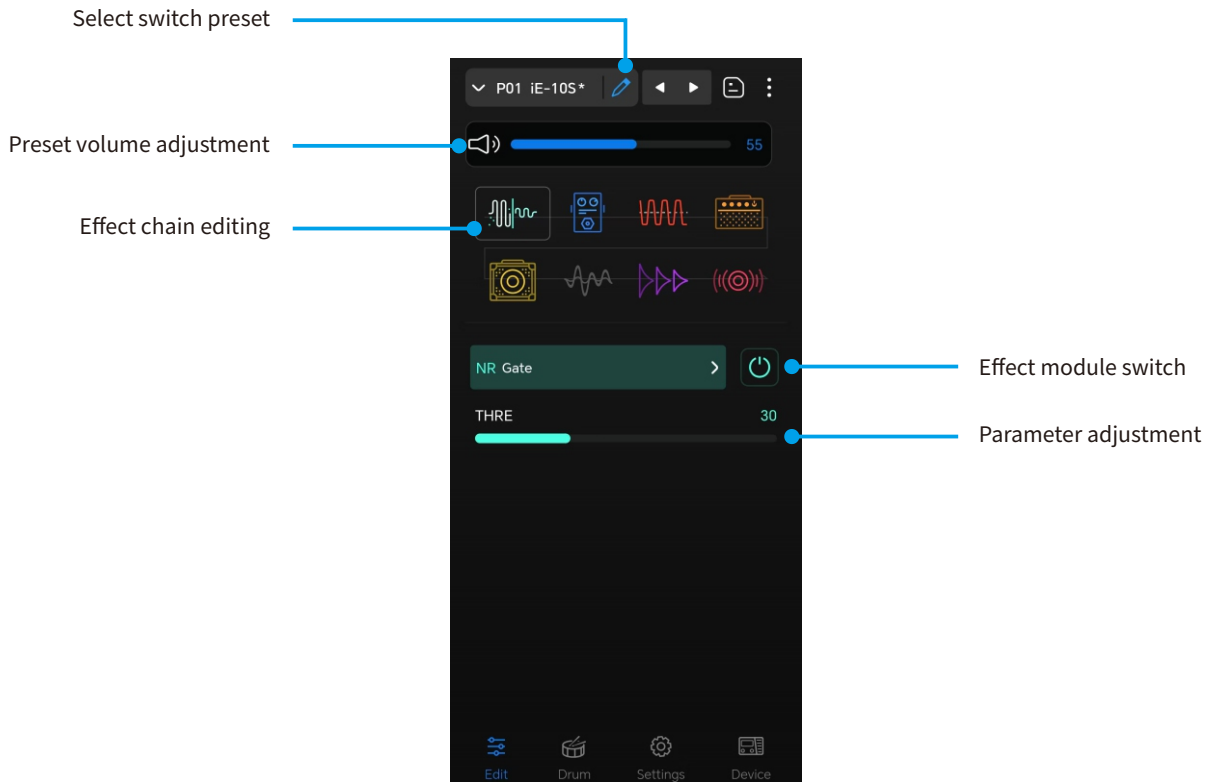 Select switch preset
P01 iE-10S*
Preset volume adjustment
55
Effect chain editing
NR Gate
Effect module switch
THRE
30
Parameter adjustment
Edit
Drum
Settings
Device